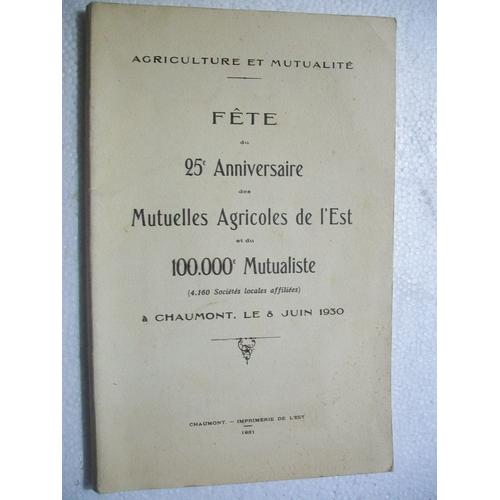 AGRICULTURE ET MUTUALITÉ
FÊTE
du
25e Anniversaire
des
Mutuelles Agricoles de l'Est
et du
100.000e Mutualiste
(4.160 Sociétés locales affiliées)
à CHAUMONT, LE 8 JUIN 1930
CHAUMONT. — IMPRIMERIE DE L'EST
1931